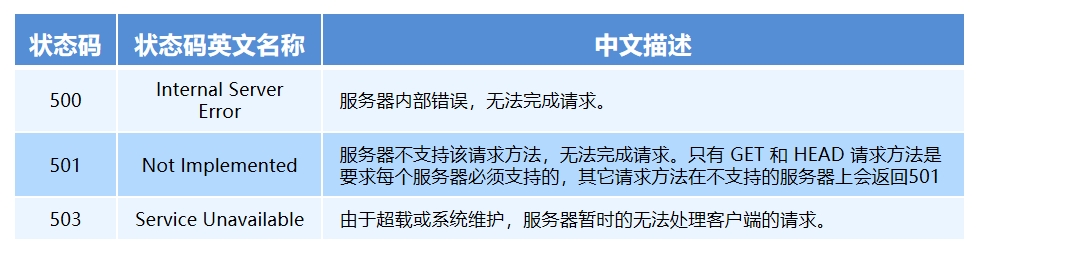 状态码 状态码英文名称 中文描述
500 Internal Server Error 服务器内部错误，无法完成请求。
501 Not Implemented 服务器不支持该请求方法，无法完成请求。只有 GET 和 HEAD 请求方法是
要求每个服务器必须支持的，其它请求方法在不支持的服务器上会返回501
503 Service Unavailable 由于超载或系统维护，服务器暂时的无法处理客户端的请求。